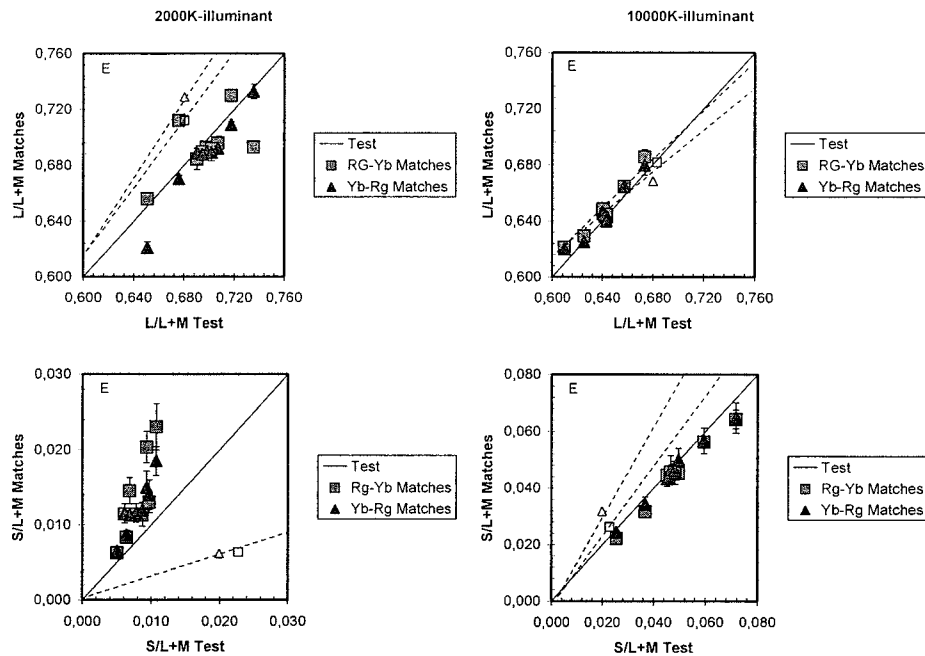 2000K-illuminant
10000K-illuminant
0,760
0,720
0,680
0,640
0,600
E
L/L+M Matches
0,600 0,640 0,680 0,720 0,760
L/L+M Test
Test
RG-Yb Matches
Yb-Rg Matches
0,760
0,720
0,680
0,640
0,600
E
L/L+M Matches
0,600 0,640 0,680 0,720 0,760
L/L+M Test
Test
RG-Yb Matches
Yb-Rg Matches
0,030
0,020
0,010
0,000
E
S/L+M Matches
0,000 0,010 0,020 0,030
S/L+M Test
Test
Rg-Yb Matches
Yb-Rg Matches
0,080
0,060
0,040
0,020
0,000
E
S/L+M Matches
0,000 0,020 0,040 0,060 0,080
S/L+M Test
Test
Rg-Yb Matches
Yb-Rg Matches